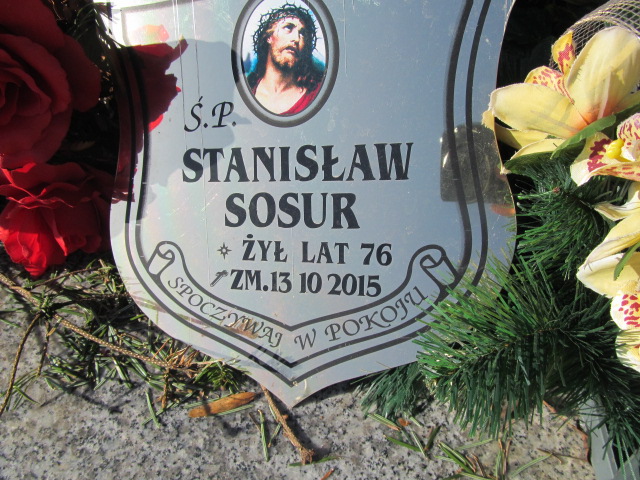 Ś.P.
STANISŁAW
SOSUR
ŻYŁ LAT 76
ZM.13 10 2015
SPOCZYWAJ W POKOJU